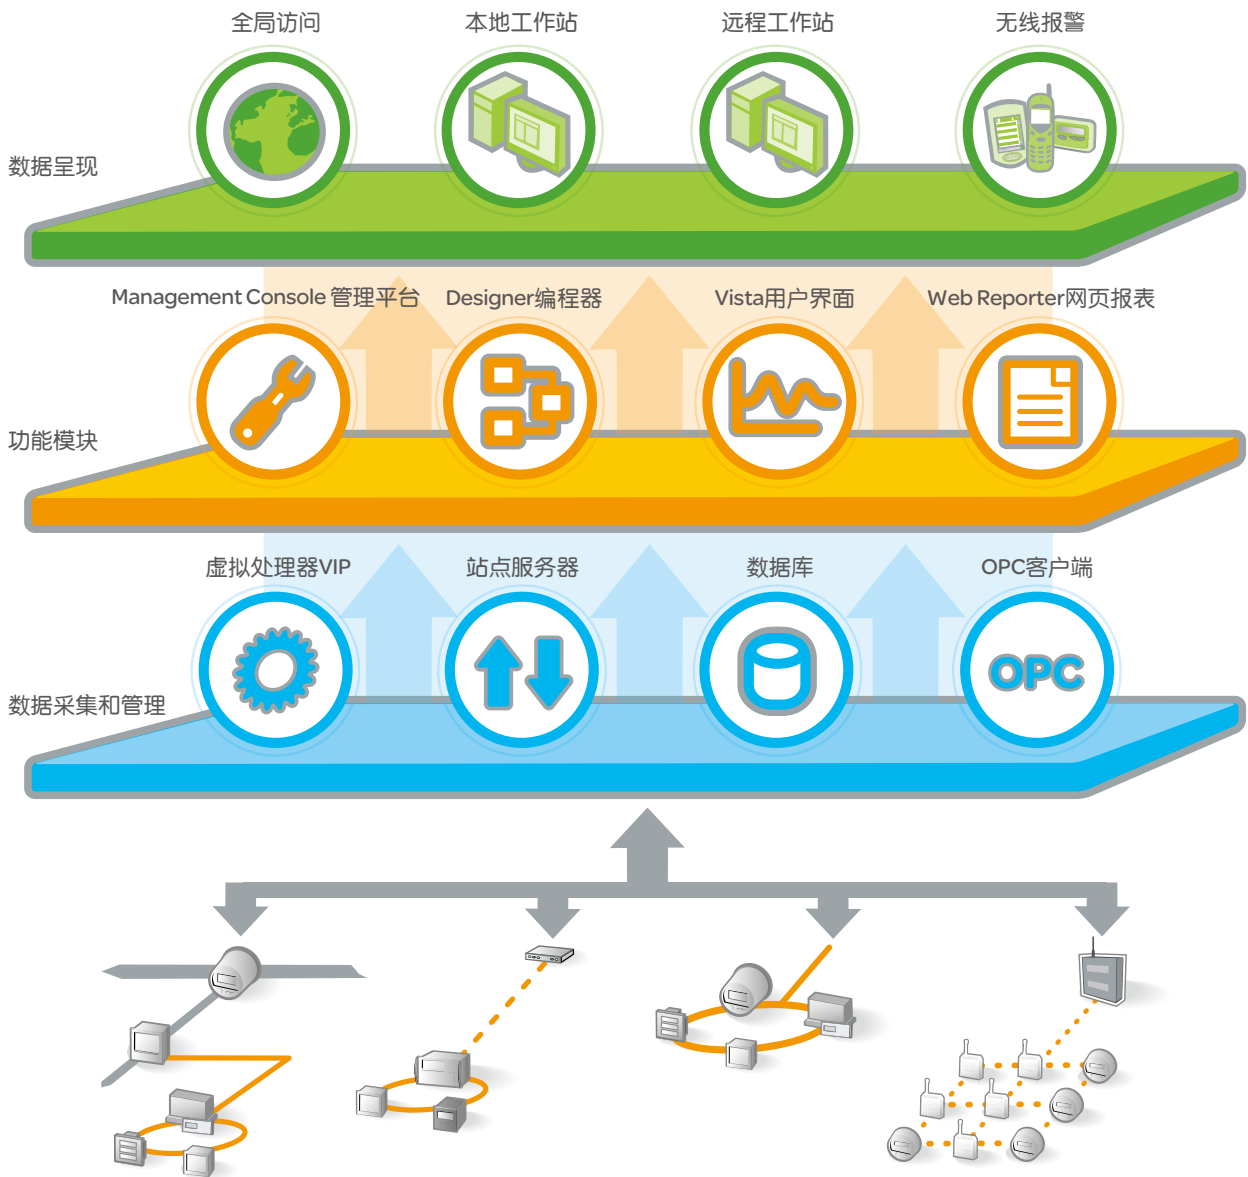 全局访问
本地工作站
远程工作站
无线报警
数据呈现
Management Console 管理平台
Designer编程器
Vista用户界面
Web Reporter网页报表
功能模块
虚拟处理器VIP
站点服务器
数据库
OPC客户端
OPC
数据采集和管理